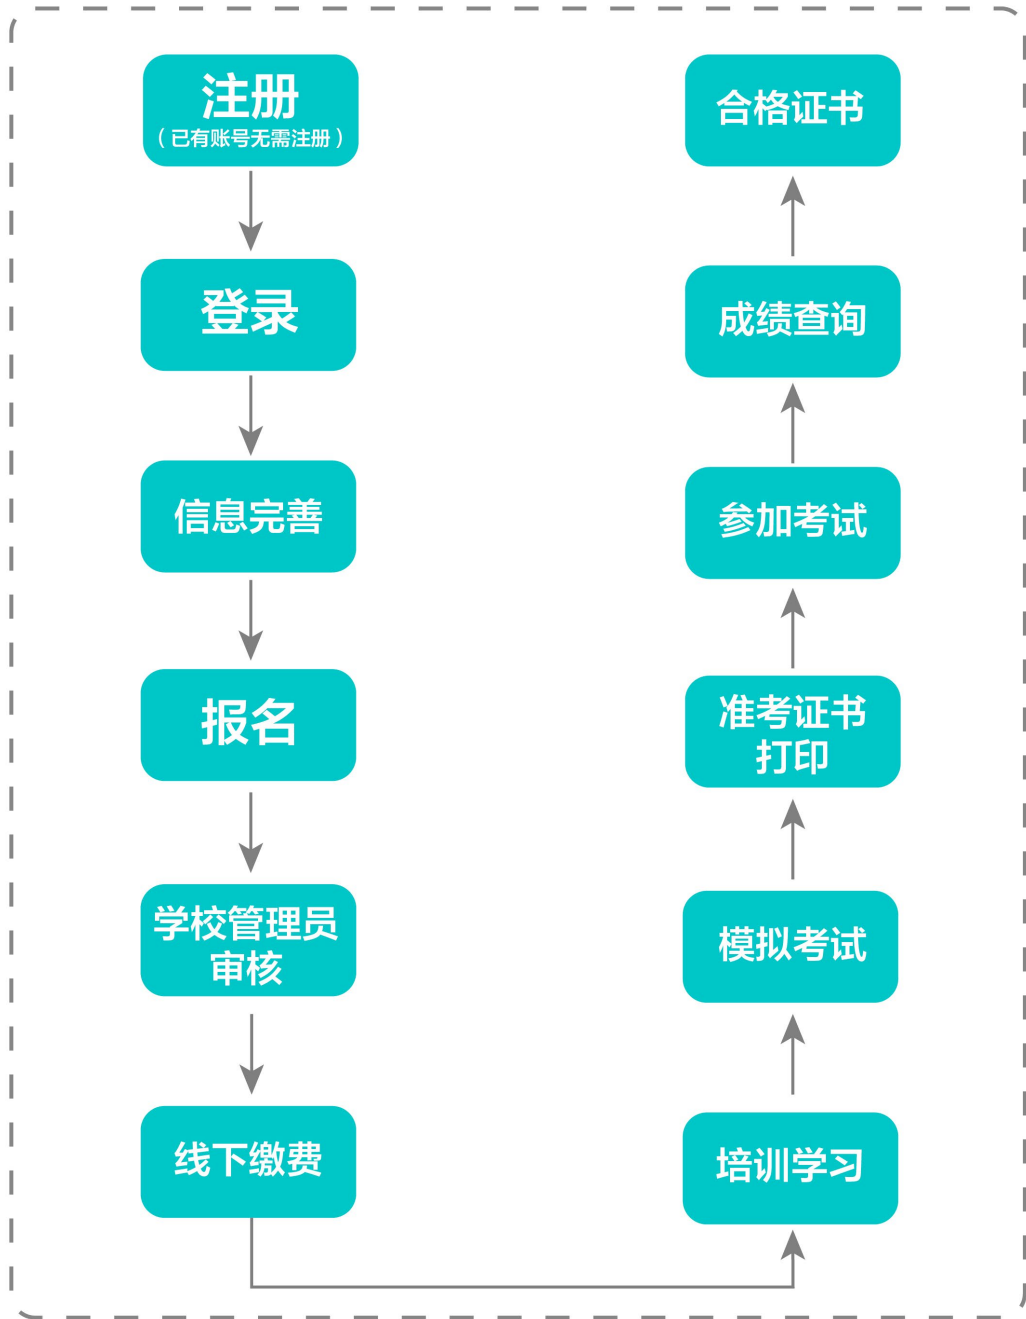 注册
（已有账号无需注册）
登录
信息完善
报名
学校管理员
审核
线下缴费
培训学习
模拟考试
准考证书
打印
参加考试
成绩查询
合格证书